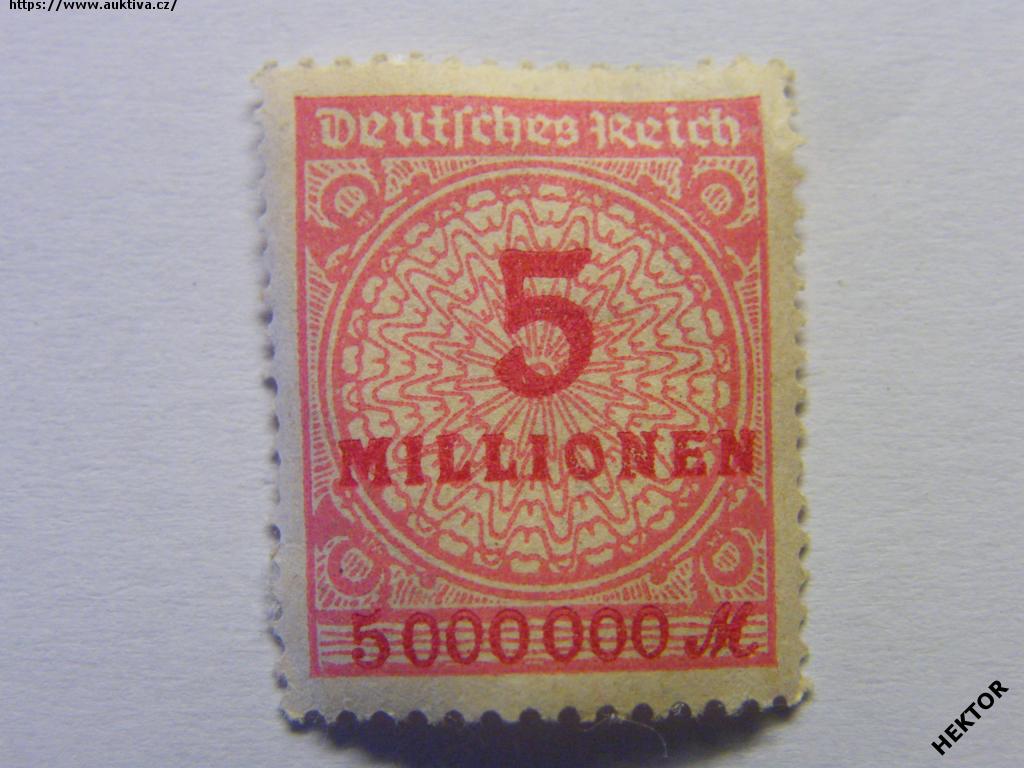 https://www.auktiva.cz/
Deutsches Reich
5
MILLIONEN
5000000 M
HEKTOR